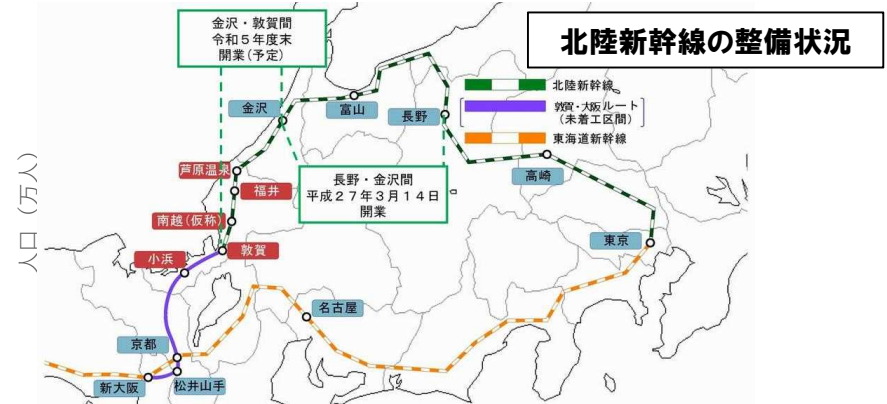 北陸新幹線の整備状況
金沢・敦賀間
令和5年度末
開業(予定)
北陸新幹線
敦賀・大阪ルート
(未着工区間)
東海道新幹線
金沢
富山
長野
高崎
東京
長野・金沢間
平成27年3月14日
開業
芦原温泉
福井
南越(仮称)
敦賀
小浜
名古屋
京都
新大阪
松井山手
人口(万人)